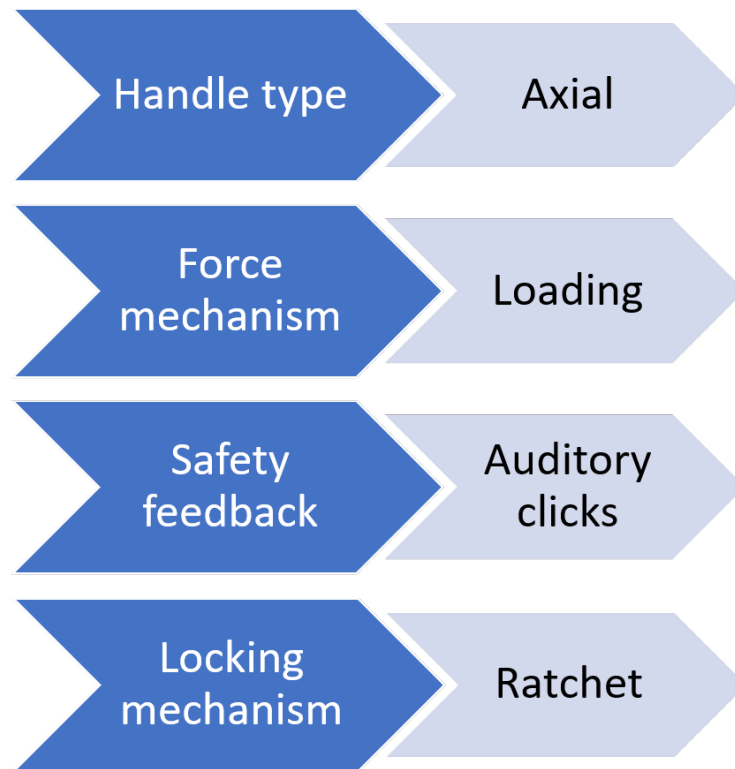 Handle type
Axial
Force
mechanism
Loading
Safety
feedback
Auditory
clicks
Locking
mechanism
Ratchet